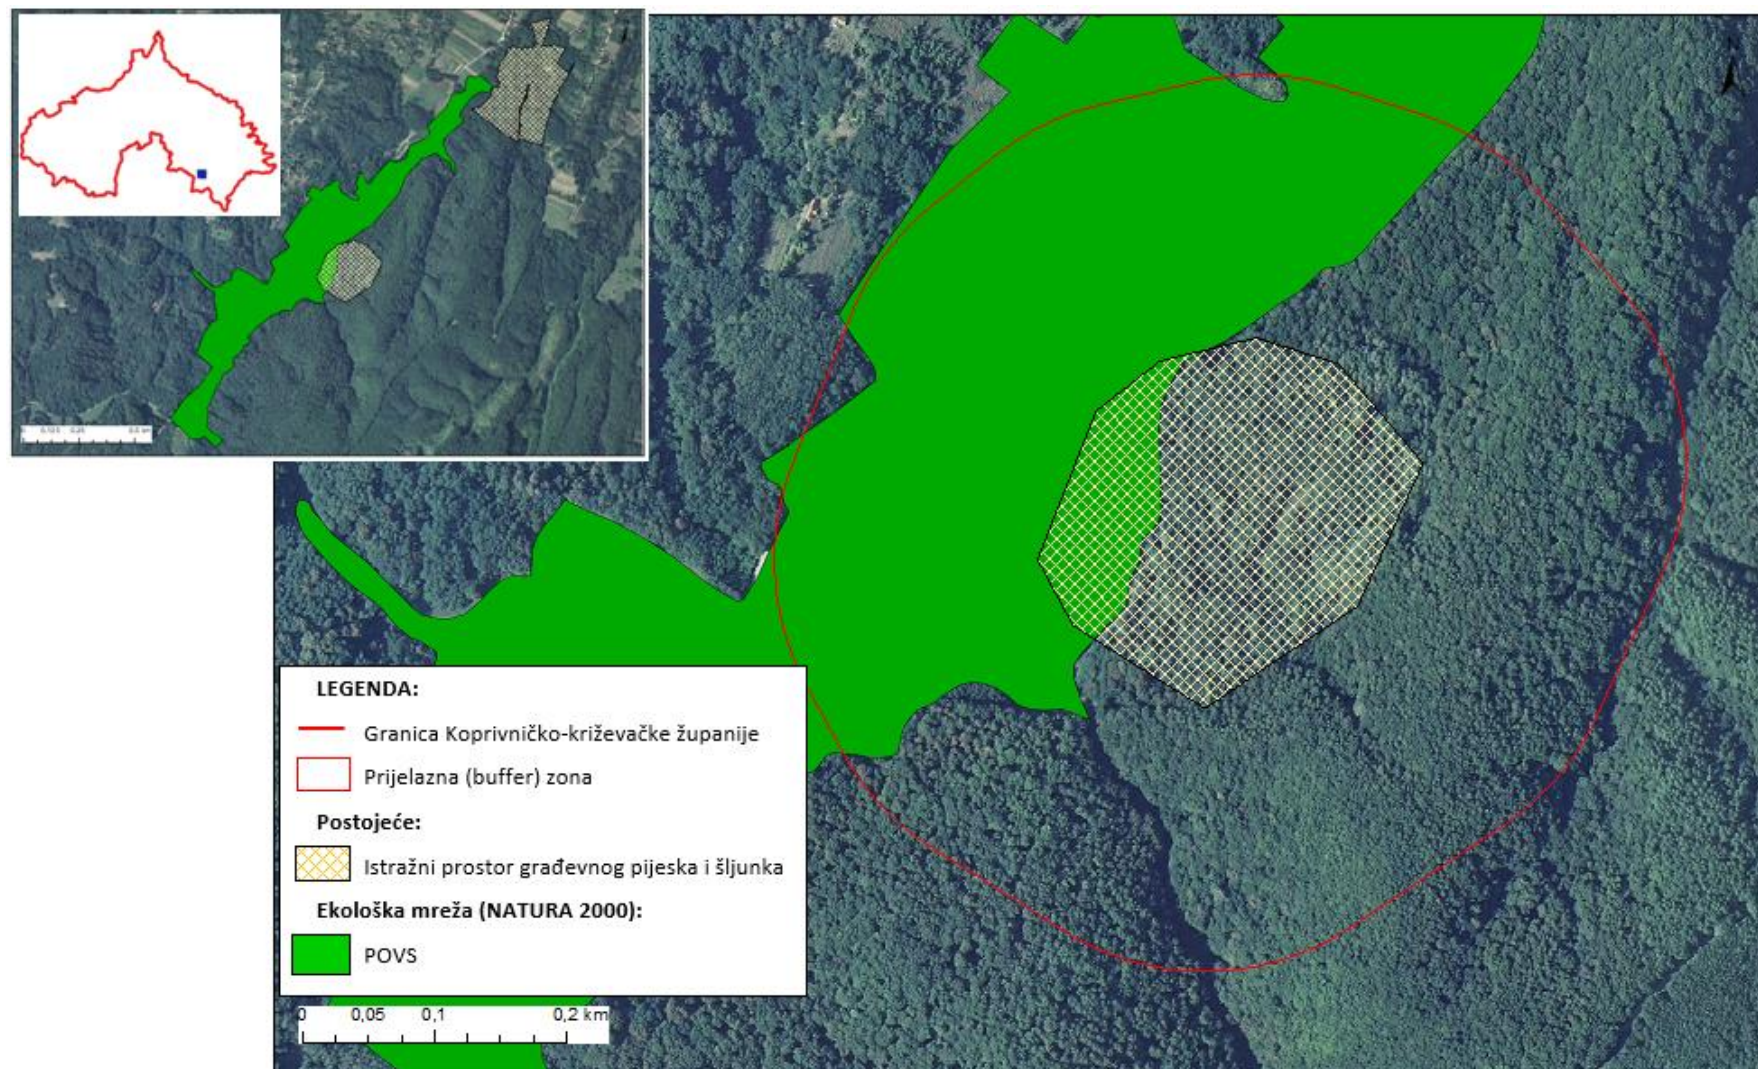 LEGENDA:
Granica Koprivničko-križevačke županije
Prijelazna (buffer) zona
Postojeće:
Istražni prostor građevnog pijeska i šljunka
Ekološka mreža (NATURA 2000):
POVS
0 0,05 0,1 0,2 km